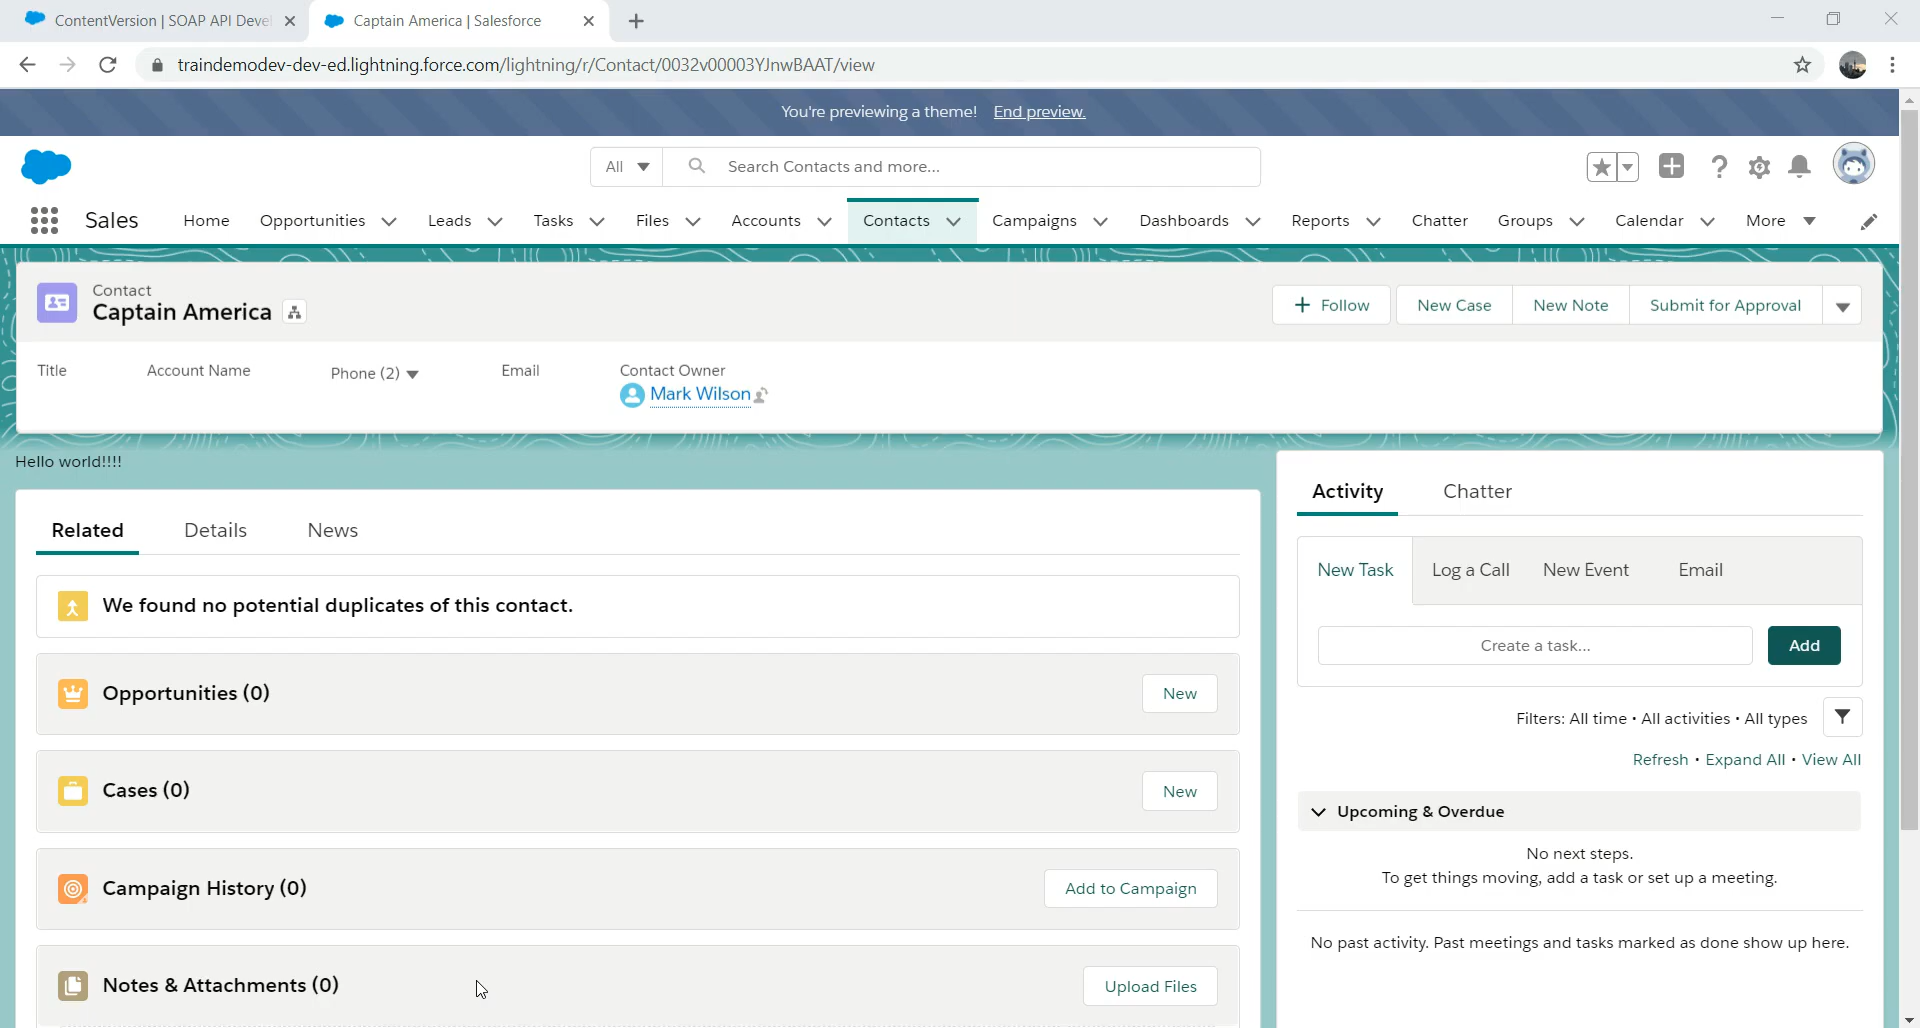 ContentVersion | SOAP API Deve
Captain America | Salesforce
traindemodev-dev-ed.lightning.force.com/lightning/r/Contact/0032v00003YJnwBAAT/view
You're previewing a theme! End preview.
All Search Contacts and more...
Sales Home Opportunities Leads Tasks Files Accounts Contacts Campaigns Dashboards Reports Chatter Groups Calendar More
Contact
Captain America
Follow New Case New Note Submit for Approval
Title Account Name Phone (2) Email Contact Owner
Mark Wilson
Hello world!!!!
Related Details News
We found no potential duplicates of this contact.
Opportunities (0) New
Cases (0) New
Campaign History (0) Add to Campaign
Notes & Attachments (0) Upload Files
Activity Chatter
New Task Log a Call New Event Email
Create a task... Add
Filters: All time • All activities • All types
Refresh • Expand All • View All
Upcoming & Overdue
No next steps.
To get things moving, add a task or set up a meeting.
No past activity. Past meetings and tasks marked as done show up here.